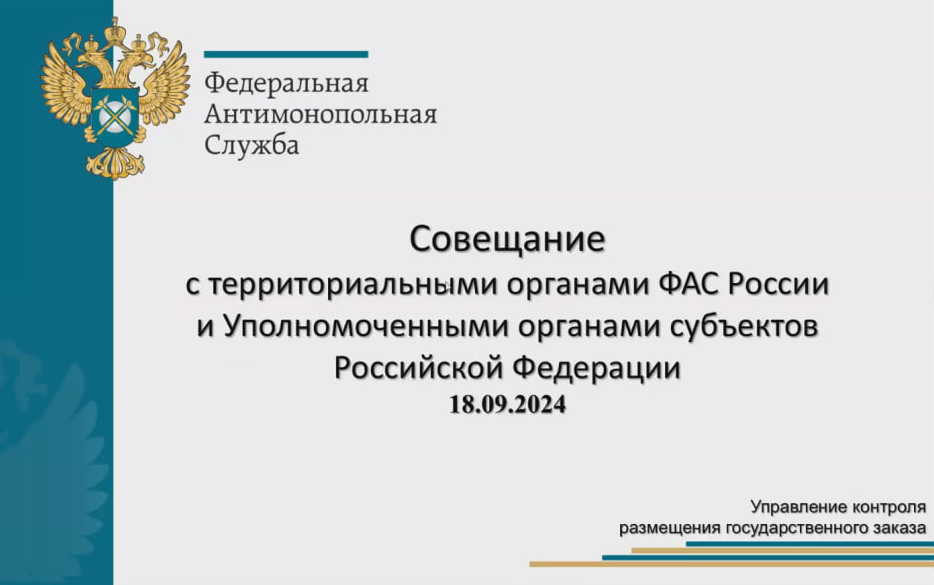 Федеральная
Антимонопольная
Служба
Совещание
с территориальными органами ФАС России
и Уполномоченными органами субъектов
Российской Федерации
18.09.2024
Управление контроля
размещения государственного заказа